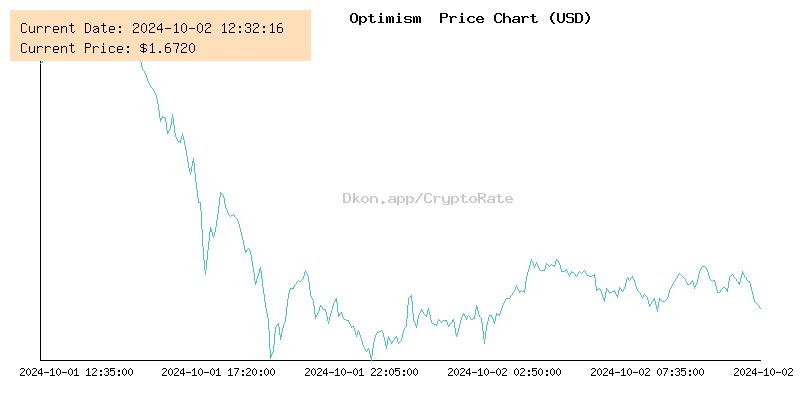 Optimism  Price Chart (USD)
Current Date: 2024-10-02 12:32:16
Current Price: $1.6720
Dkon.app/CryptoRate
2024-10-01 12:35:00 2024-10-01 17:20:00 2024-10-01 22:05:00 2024-10-02 02:50:00 2024-10-02 07:35:00 2024-10-02